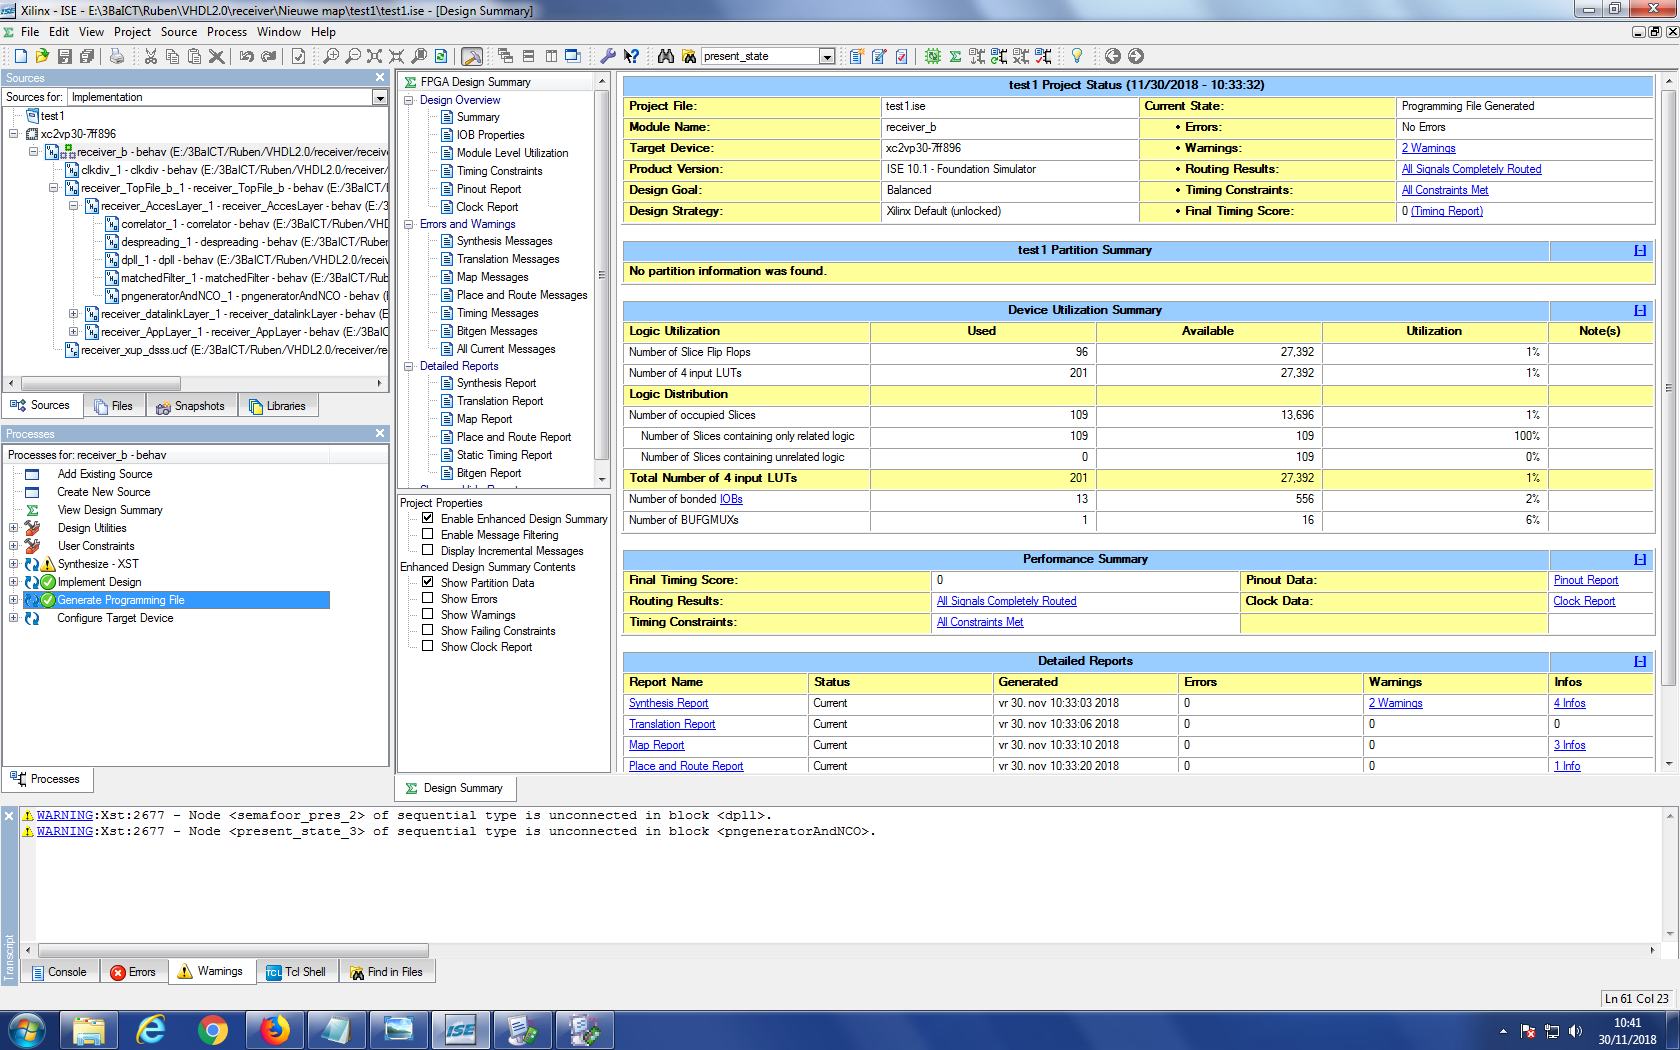 Xilinx - ISE - E:\3BaICT\Ruben\VHDL2.0\receiver\Nieuwe map\test1\test1.ise - [Design Summary]
File Edit View Project Source Process Window Help
present_state
Sources
Sources for: Implementation
test1
xc2vp30-7ff896
receiver_b - behav (E:/3BaICT/Ruben/VHDL2.0/receiver/receive
clkdiv_1 - clkdiv - behav (E:/3BaICT/Ruben/VHDL2.0/receiver/
receiver_TopFile_b_1 - receiver_TopFile_b - behav (E:/3BaICT/
receiver_AccesLayer_1 - receiver_AccesLayer - behav (E:/3
correlator_1 - correlator - behav (E:/3BaICT/Ruben/VHD
despreading_1 - despreading - behav (E:/3BaICT/Ruben
dpll_1 - dpll - behav (E:/3BaICT/Ruben/VHDL2.0/receive
matchedFilter_1 - matchedFilter - behav (E:/3BaICT/Rub
pngeneratorAndNCO_1 - pngeneratorAndNCO - behav (
receiver_datalinkLayer_1 - receiver_datalinkLayer - behav (E
receiver_AppLayer_1 - receiver_AppLayer - behav (E:/3BaIC
receiver_xup_dsss.ucf (E:/3BaICT/Ruben/VHDL2.0/receiver/re
Sources Files Snapshots Libraries
Processes
Processes for: receiver_b - behav
Add Existing Source
Create New Source
View Design Summary
Design Utilities
User Constraints
Synthesize - XST
Implement Design
Generate Programming File
Configure Target Device
Processes
FPGA Design Summary
Design Overview
Summary
IOB Properties
Module Level Utilization
Timing Constraints
Pinout Report
Clock Report
Errors and Warnings
Synthesis Messages
Translation Messages
Map Messages
Place and Route Messages
Timing Messages
Bitgen Messages
All Current Messages
Detailed Reports
Synthesis Report
Translation Report
Map Report
Place and Route Report
Static Timing Report
Bitgen Report
Project Properties
Enable Enhanced Design Summary
Enable Message Filtering
Display Incremental Messages
Enhanced Design Summary Contents
Show Partition Data
Show Errors
Show Warnings
Show Failing Constraints
Show Clock Report
Design Summary
test1 Project Status (11/30/2018 - 10:33:32)
Project File: test1.ise Current State: Programming File Generated
Module Name: receiver_b • Errors: No Errors
Target Device: xc2vp30-7ff896 • Warnings: 2 Warnings
Product Version: ISE 10.1 - Foundation Simulator • Routing Results: All Signals Completely Routed
Design Goal: Balanced • Timing Constraints: All Constraints Met
Design Strategy: Xilinx Default (unlocked) • Final Timing Score: 0 (Timing Report)
test1 Partition Summary [-]
No partition information was found.
Device Utilization Summary [-]
Logic Utilization Used Available Utilization Note(s)
Number of Slice Flip Flops 96 27,392 1%
Number of 4 input LUTs 201 27,392 1%
Logic Distribution
Number of occupied Slices 109 13,696 1%
Number of Slices containing only related logic 109 109 100%
Number of Slices containing unrelated logic 0 109 0%
Total Number of 4 input LUTs 201 27,392 1%
Number of bonded IOBs 13 556 2%
Number of BUFGMUXs 1 16 6%
Performance Summary [-]
Final Timing Score: 0 Pinout Data: Pinout Report
Routing Results: All Signals Completely Routed Clock Data: Clock Report
Timing Constraints: All Constraints Met
Detailed Reports [-]
Report Name Status Generated Errors Warnings Infos
Synthesis Report Current vr 30. nov 10:33:03 2018 0 2 Warnings 4 Infos
Translation Report Current vr 30. nov 10:33:06 2018 0 0 0
Map Report Current vr 30. nov 10:33:10 2018 0 0 3 Infos
Place and Route Report Current vr 30. nov 10:33:20 2018 0 0 1 Info
WARNING:Xst:2677 - Node <semafoor_pres_2> of sequential type is unconnected in block <dpll>.
WARNING:Xst:2677 - Node <present_state_3> of sequential type is unconnected in block <pngeneratorAndNCO>.
Transcript
Console Errors Warnings Tcl Shell Find in Files
Ln 61 Col 23
10:41
30/11/2018